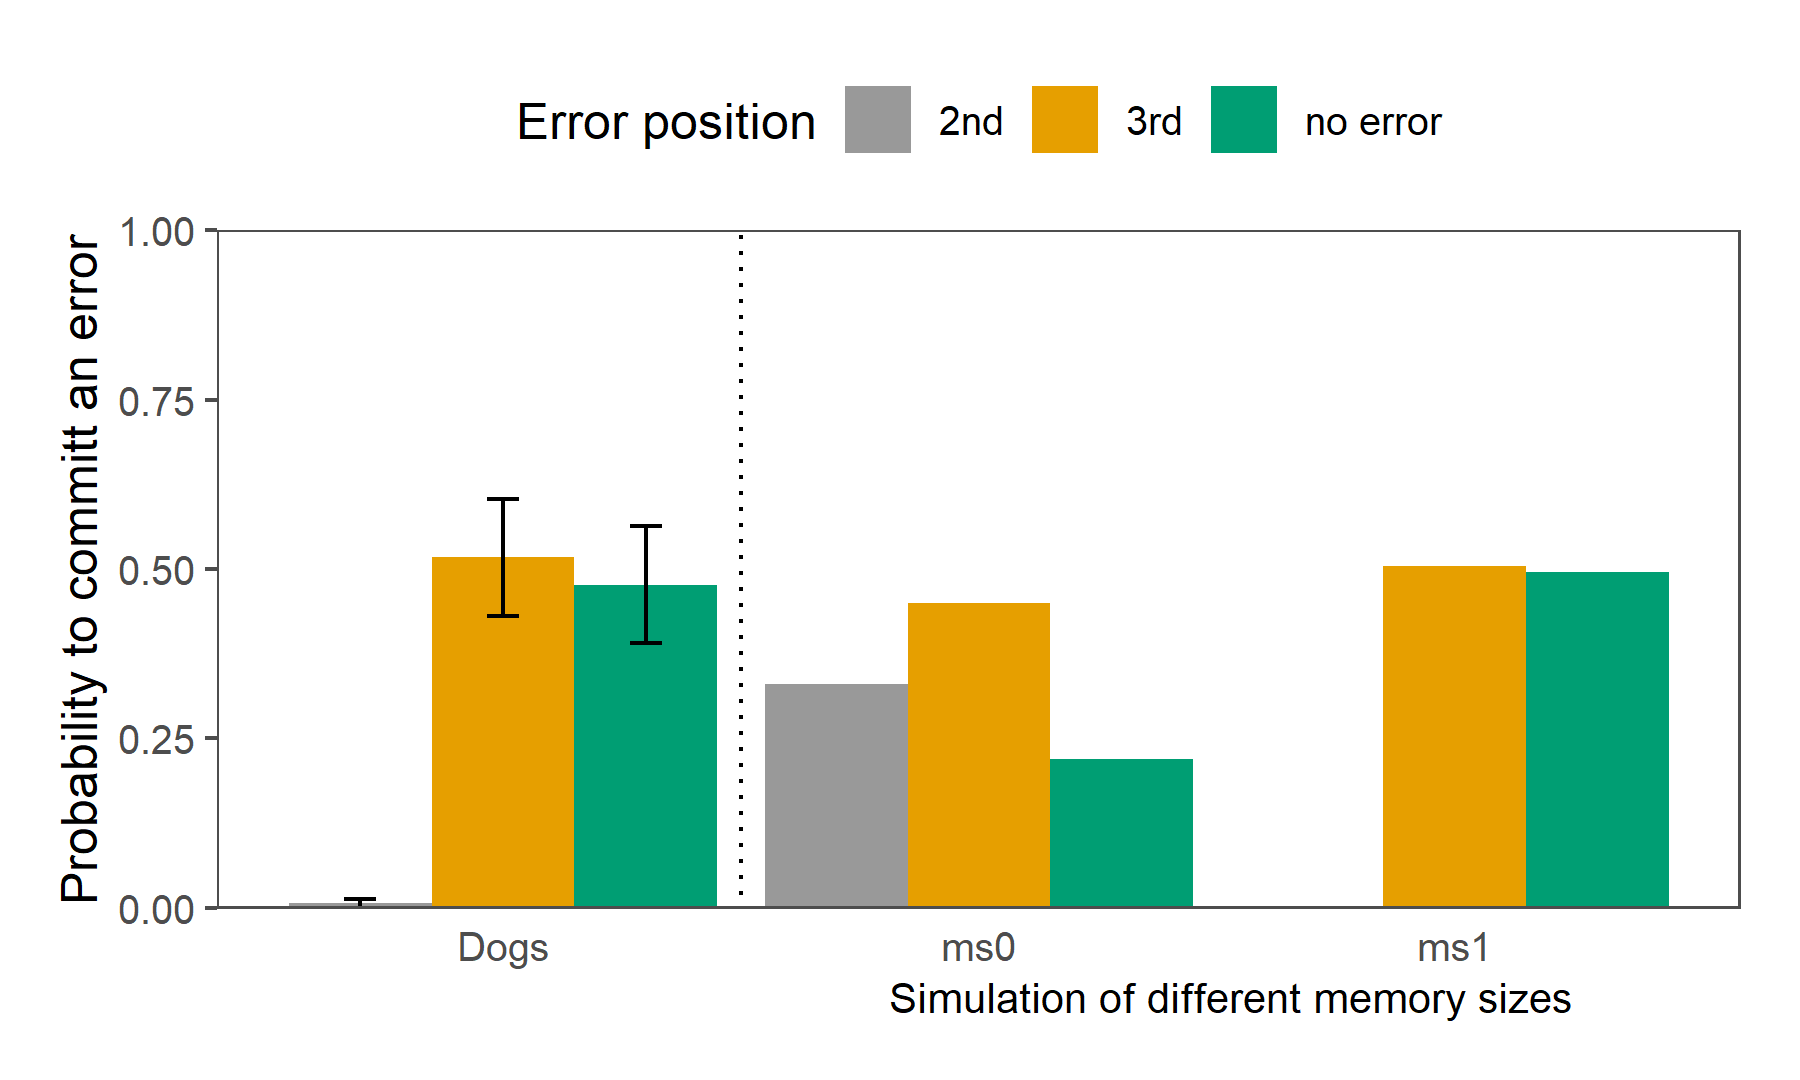 Error position 2nd 3rd no error
Probability to committ an error
1.00
0.75
0.50
0.25
0.00
Dogs ms0 ms1
Simulation of different memory sizes